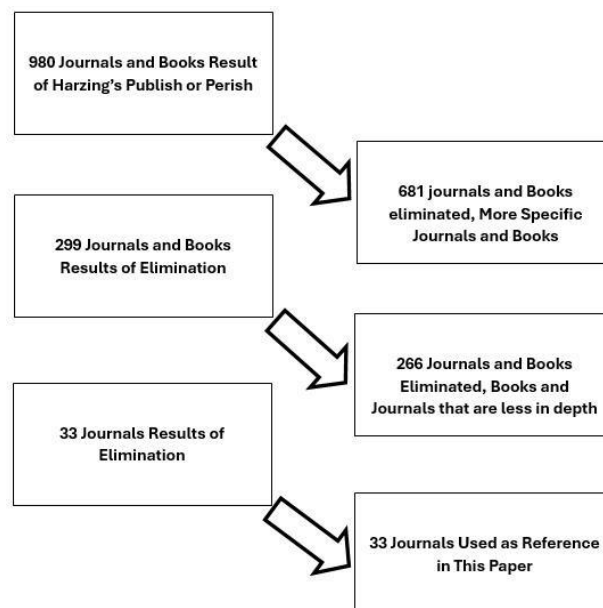 980 Journals and Books Result
of Harzing's Publish or Perish
681 journals and Books
eliminated, More Specific
Journals and Books
299 Journals and Books
Results of Elimination
266 Journals and Books
Eliminated, Books and
Journals that are less in depth
33 Journals Results of
Elimination
33 Journals Used as Reference
in This Paper